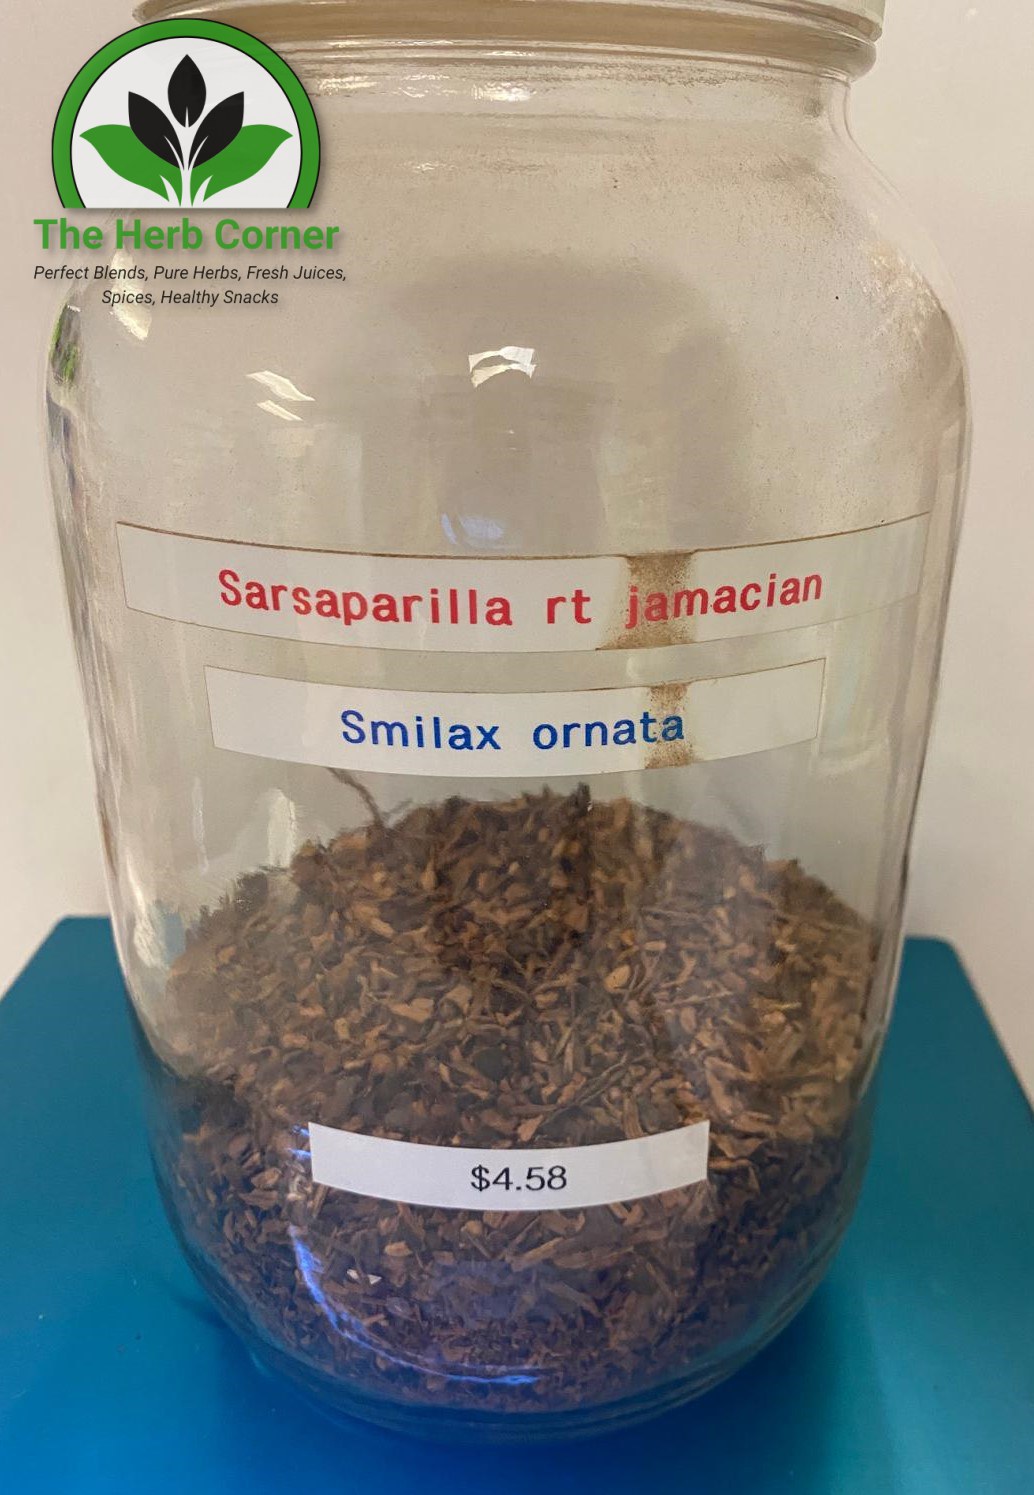 The Herb Corner
Perfect Blends, Pure Herbs, Fresh Juices,
Spices, Healthy Snacks
Sarsaparilla rt jamacian
Smilax ornata
$4.58